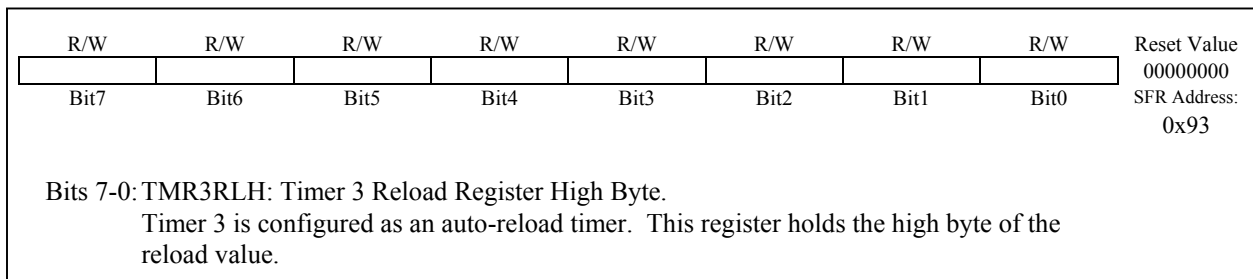 R/W R/W R/W R/W R/W R/W R/W R/W Reset Value
00000000
Bit7 Bit6 Bit5 Bit4 Bit3 Bit2 Bit1 Bit0 SFR Address:
0x93
Bits 7-0: TMR3RLH: Timer 3 Reload Register High Byte.
Timer 3 is configured as an auto-reload timer. This register holds the high byte of the
reload value.